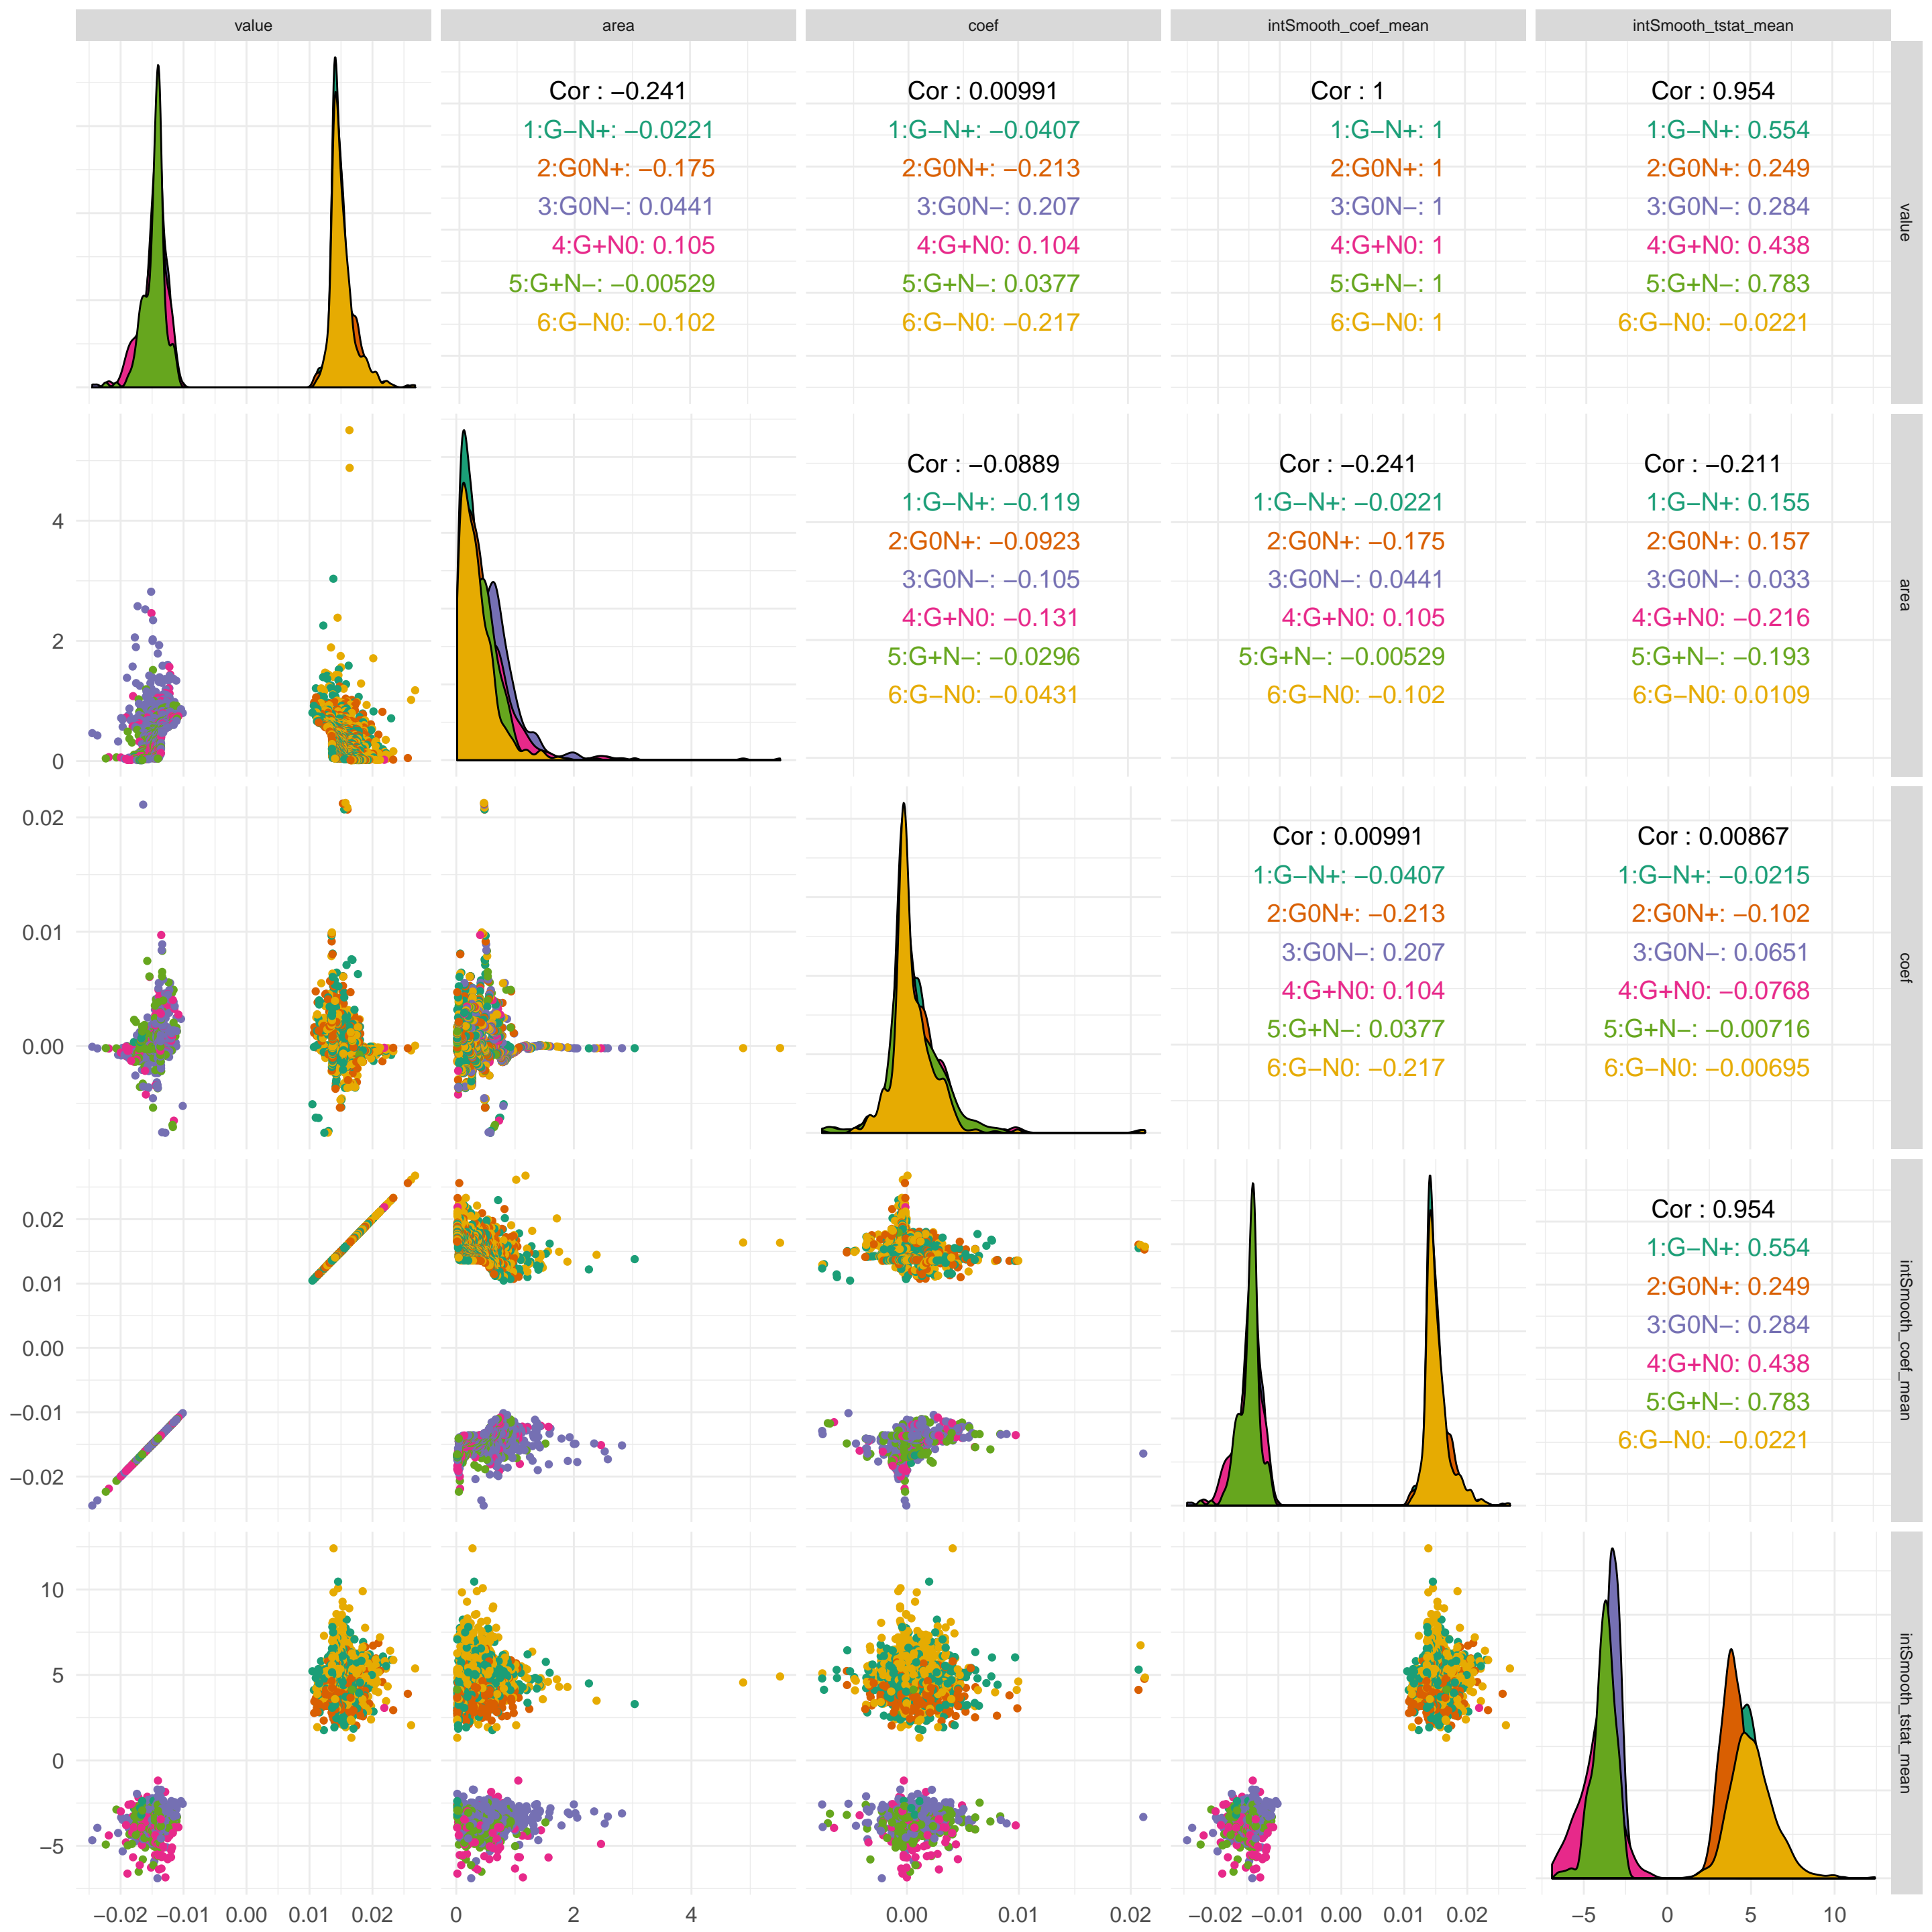 value area coef intSmooth_coef_mean intSmooth_tstat_mean
Cor : −0.241
1:G−N+: −0.0221
2:G0N+: −0.175
3:G0N−: 0.0441
4:G+N0: 0.105
5:G+N−: −0.00529
6:G−N0: −0.102
Cor : 0.00991
1:G−N+: −0.0407
2:G0N+: −0.213
3:G0N−: 0.207
4:G+N0: 0.104
5:G+N−: 0.0377
6:G−N0: −0.217
Cor : 1
1:G−N+: 1
2:G0N+: 1
3:G0N−: 1
4:G+N0: 1
5:G+N−: 1
6:G−N0: 1
Cor : 0.954
1:G−N+: 0.554
2:G0N+: 0.249
3:G0N−: 0.284
4:G+N0: 0.438
5:G+N−: 0.783
6:G−N0: −0.0221
value
4
2
0
Cor : −0.0889
1:G−N+: −0.119
2:G0N+: −0.0923
3:G0N−: −0.105
4:G+N0: −0.131
5:G+N−: −0.0296
6:G−N0: −0.0431
Cor : −0.241
1:G−N+: −0.0221
2:G0N+: −0.175
3:G0N−: 0.0441
4:G+N0: 0.105
5:G+N−: −0.00529
6:G−N0: −0.102
Cor : −0.211
1:G−N+: 0.155
2:G0N+: 0.157
3:G0N−: 0.033
4:G+N0: −0.216
5:G+N−: −0.193
6:G−N0: 0.0109
area
0.02
0.01
0.00
Cor : 0.00991
1:G−N+: −0.0407
2:G0N+: −0.213
3:G0N−: 0.207
4:G+N0: 0.104
5:G+N−: 0.0377
6:G−N0: −0.217
Cor : 0.00867
1:G−N+: −0.0215
2:G0N+: −0.102
3:G0N−: 0.0651
4:G+N0: −0.0768
5:G+N−: −0.00716
6:G−N0: −0.00695
coef
0.02
0.01
0.00
−0.01
−0.02
Cor : 0.954
1:G−N+: 0.554
2:G0N+: 0.249
3:G0N−: 0.284
4:G+N0: 0.438
5:G+N−: 0.783
6:G−N0: −0.0221
intSmooth_coef_mean
10
5
0
−5
intSmooth_tstat_mean
−0.02 −0.01 0.00 0.01 0.02
0 2 4
0.00 0.01 0.02
−0.02 −0.01 0.00 0.01 0.02
−5 0 5 10